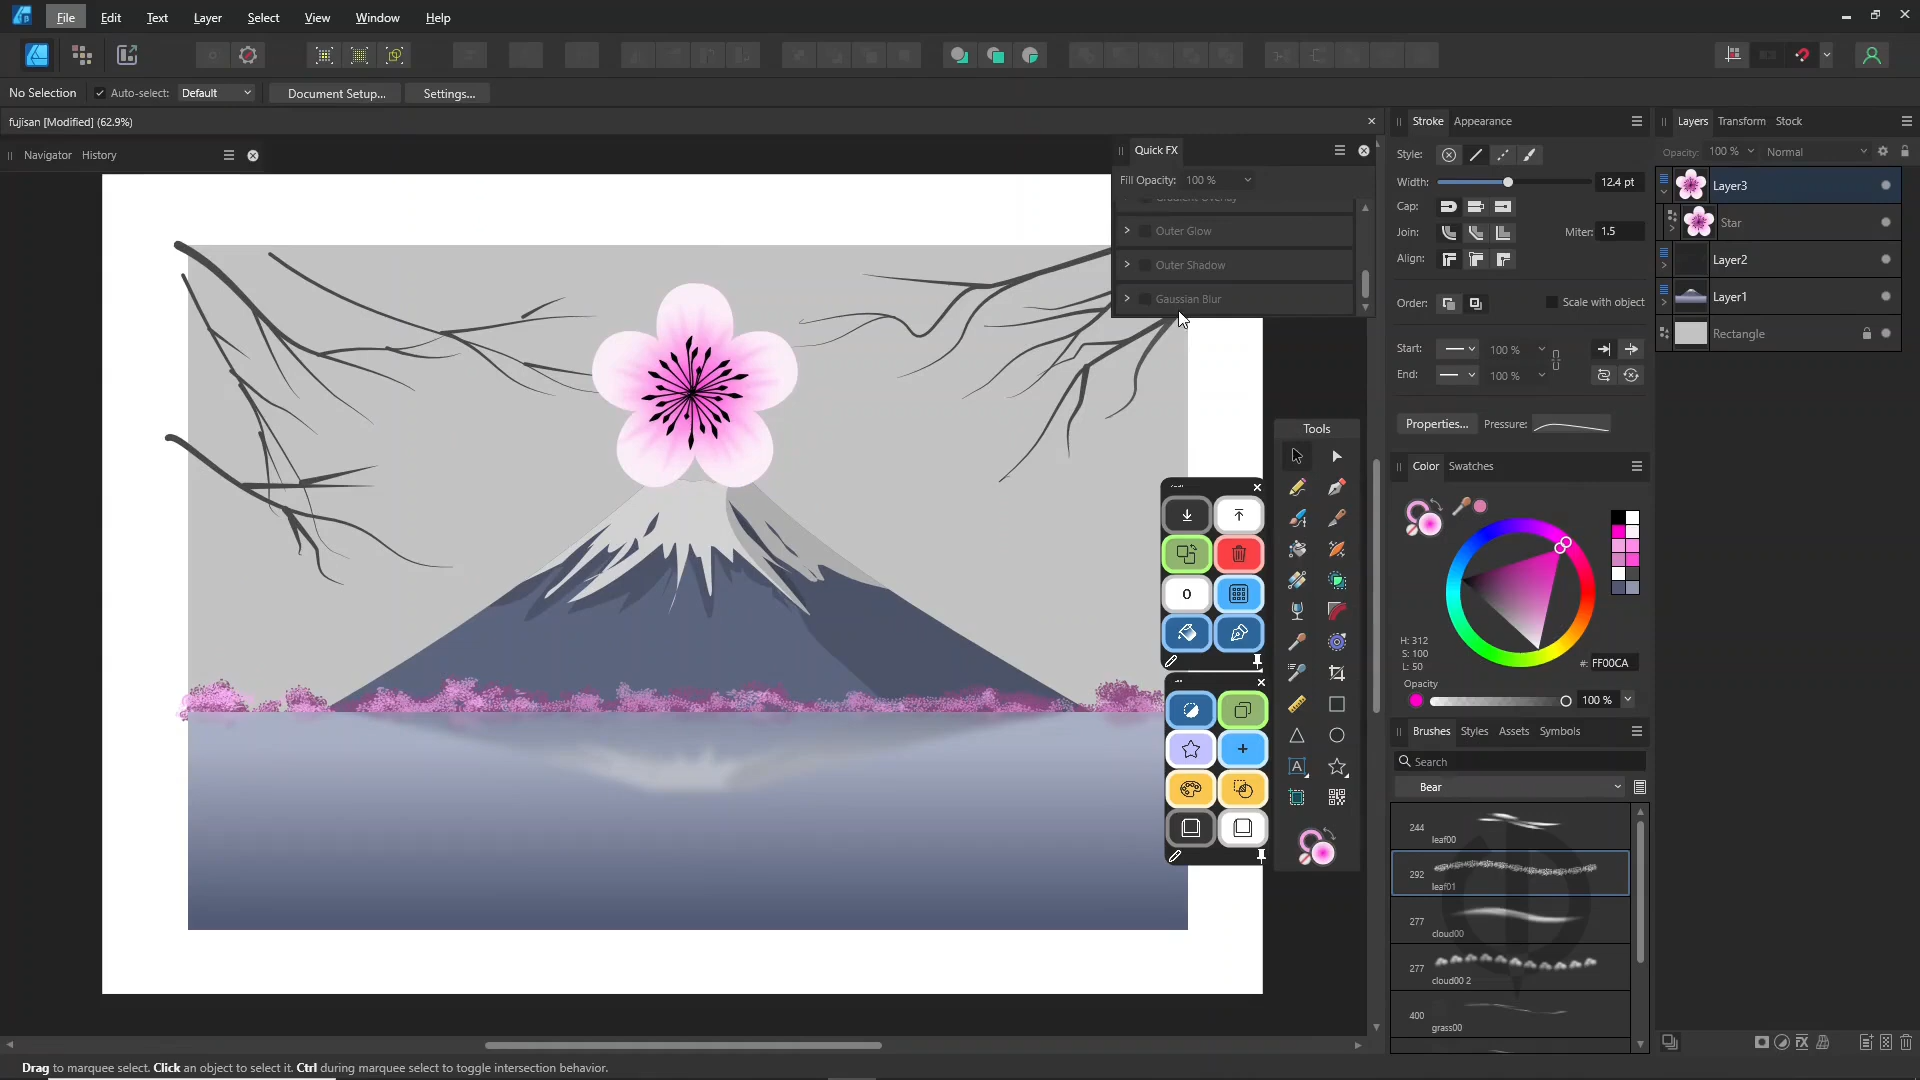 File Edit Text Layer Select View Window Help
No Selection Auto-select: Default Document Setup... Settings...
fujisan [Modified] (62.9%)
Navigator History
Quick FX
Fill Opacity: 100 %
Gradient Overlay
Outer Glow
Outer Shadow
Gaussian Blur
Tools
0
Stroke Appearance
Style:
Width: 12.4 pt
Cap:
Join: Miter: 1.5
Align:
Order: Scale with object
Start: 100 %
End: 100 %
Properties... Pressure:
Color Swatches
H: 312
S: 100
L: 50
#: FF00CA
Opacity
100 %
Brushes Styles Assets Symbols
Search
Bear
244 leaf00
292 leaf01
277 cloud00
277 cloud00 2
400 grass00
Layers Transform Stock
Opacity: 100 % Normal
Layer3
Star
Layer2
Layer1
Rectangle
Drag to marquee select. Click an object to select it. Ctrl during marquee select to toggle intersection behavior.